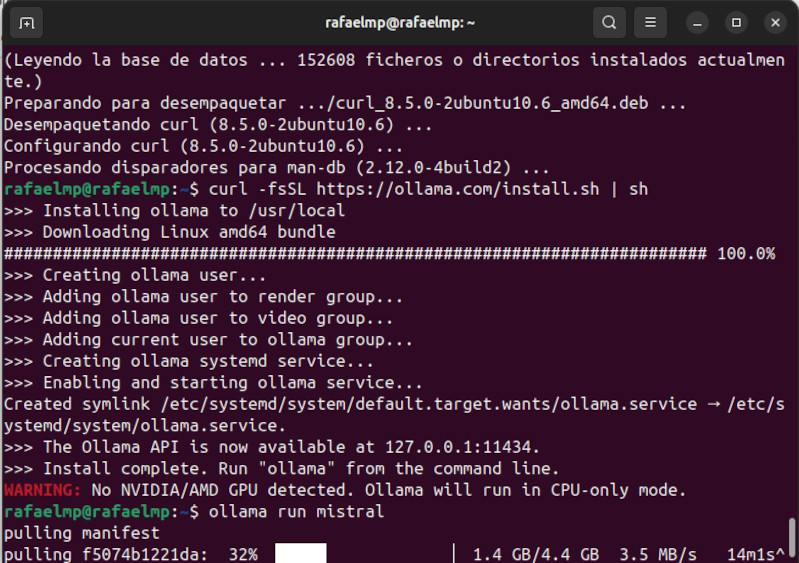 rafaelmp@rafaelmp: ~
(Leyendo la base de datos ... 152608 ficheros o directorios instalados actualmen
te.)
Preparando para desempaquetar .../curl_8.5.0-2ubuntu10.6_amd64.deb ...
Desempaquetando curl (8.5.0-2ubuntu10.6) ...
Configurando curl (8.5.0-2ubuntu10.6) ...
Procesando disparadores para man-db (2.12.0-4build2) ...
rafaelmp@rafaelmp:~$ curl -fsSL https://ollama.com/install.sh | sh
>>> Installing ollama to /usr/local
>>> Downloading Linux amd64 bundle
######################################################################## 100.0%
>>> Creating ollama user...
>>> Adding ollama user to render group...
>>> Adding ollama user to video group...
>>> Adding current user to ollama group...
>>> Creating ollama systemd service...
>>> Enabling and starting ollama service...
Created symlink /etc/systemd/system/default.target.wants/ollama.service → /etc/s
ystemd/system/ollama.service.
>>> The Ollama API is now available at 127.0.0.1:11434.
>>> Install complete. Run "ollama" from the command line.
WARNING: No NVIDIA/AMD GPU detected. Ollama will run in CPU-only mode.
rafaelmp@rafaelmp:~$ ollama run mistral
pulling manifest
pulling f5074b1221da: 32% 1.4 GB/4.4 GB 3.5 MB/s 14m1s^